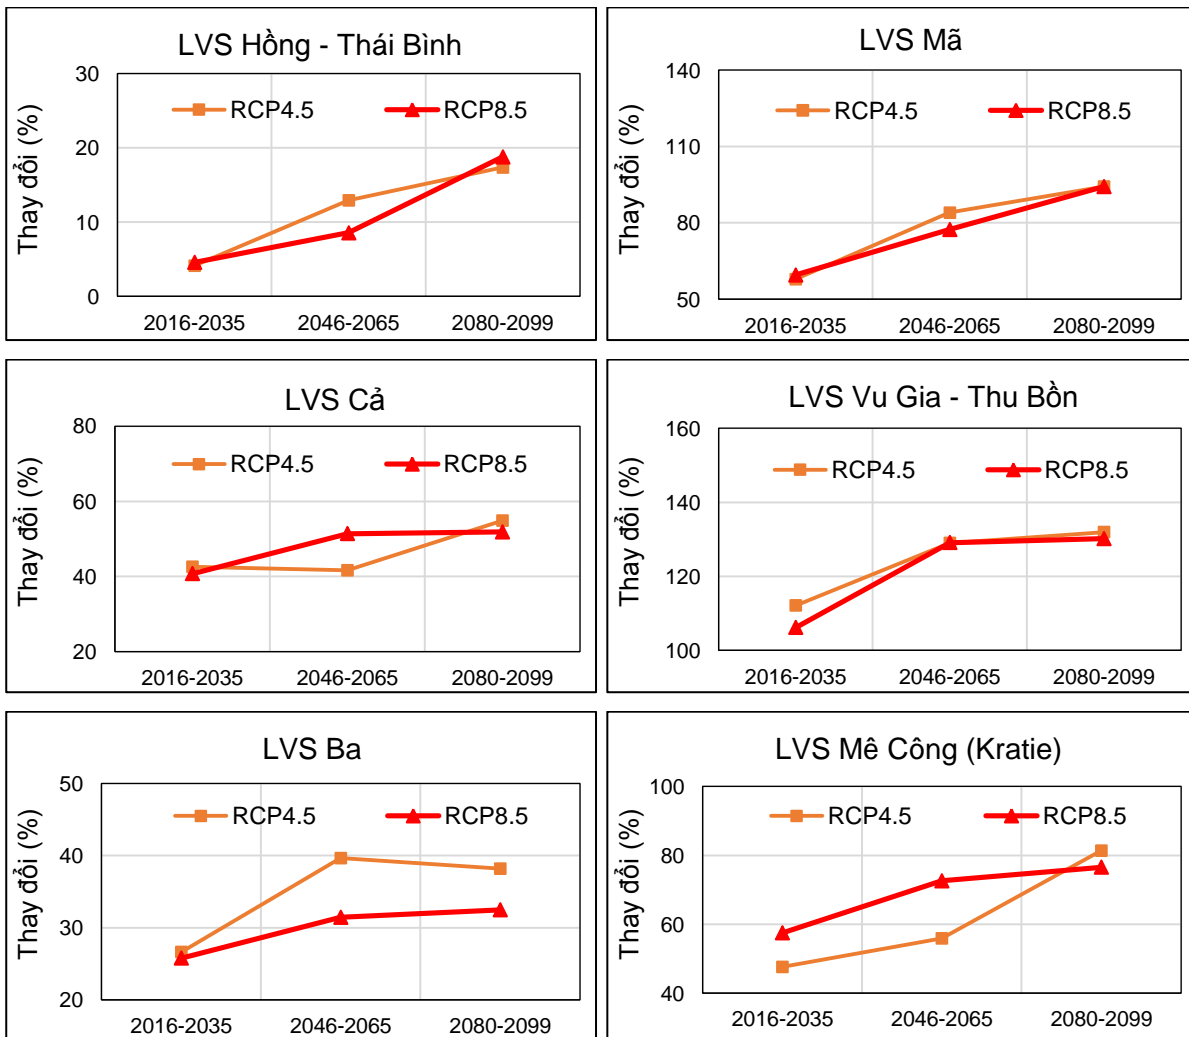 LVS Hồng - Thái Bình
Thay đổi (%)
30
20
10
0
RCP4.5
RCP8.5
2016-2035
2046-2065
2080-2099
LVS Mã
Thay đổi (%)
140
110
80
50
RCP4.5
RCP8.5
2016-2035
2046-2065
2080-2099
LVS Cả
Thay đổi (%)
80
60
40
20
RCP4.5
RCP8.5
2016-2035
2046-2065
2080-2099
LVS Vu Gia - Thu Bồn
Thay đổi (%)
160
140
120
100
RCP4.5
RCP8.5
2016-2035
2046-2065
2080-2099
LVS Ba
Thay đổi (%)
50
40
30
20
RCP4.5
RCP8.5
2016-2035
2046-2065
2080-2099
LVS Mê Công (Kratie)
Thay đổi (%)
100
80
60
40
RCP4.5
RCP8.5
2016-2035
2046-2065
2080-2099